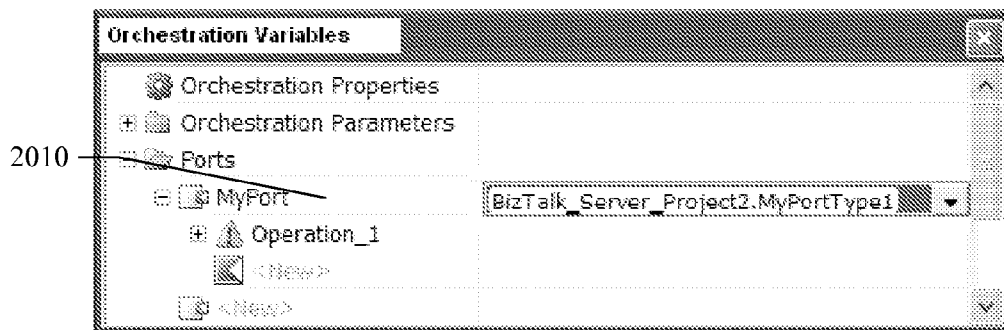 Orchestration Variables
Orchestration Properties
Orchestration Parameters
2010
Ports
MyPort
BizTalk_Server_Project2.MyPortType1
Operation_1
<New>
<New>